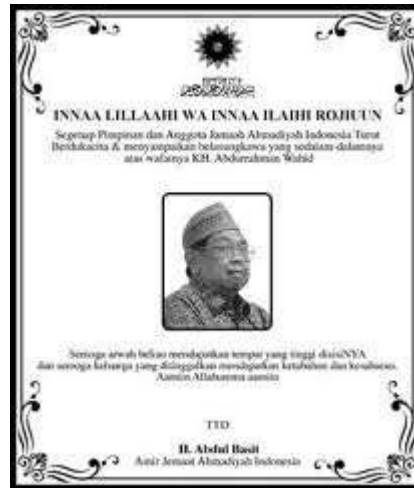 INNAA LILLAAHI WA INNAA ILAIHI ROJIUUN
Segenap Pimpinan dan Anggota Jemaat Ahmadiyah Indonesia Turut
Berdukacita & menyampaikan belasungkawa yang sedalam-dalamnya
atas wafatnya KH. Abdurrahman Wahid
Semoga arwah beliau mendapatkan tempat yang tinggi disisiNYA
dan semoga keluarga yang ditinggalkan mendapatkan ketabahan dan kesabaran.
Aamiin Allahumma aamiin
TTD
H. Abdul Basit
Amir Jemaat Ahmadiyah Indonesia